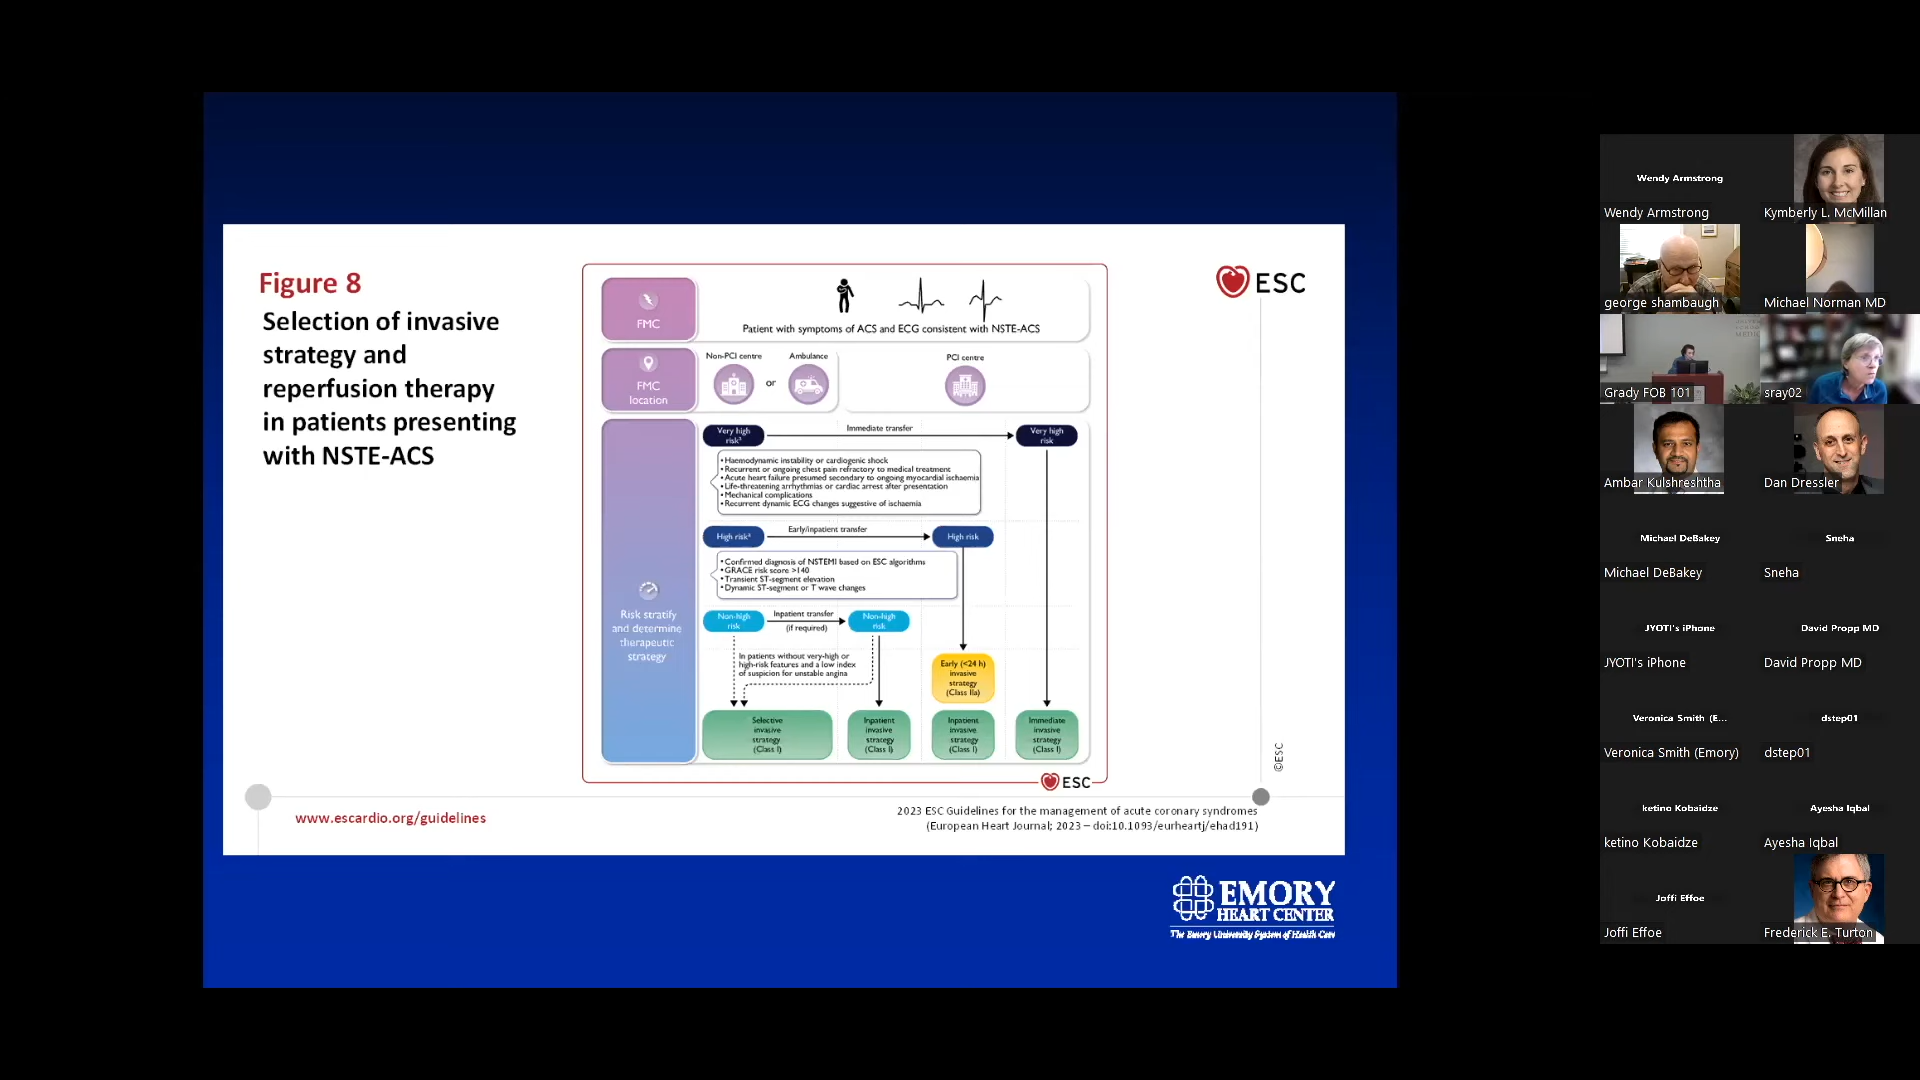 Figure 8
Selection of invasive
strategy and
reperfusion therapy
in patients presenting
with NSTE-ACS
ESC
FMC
Patient with symptoms of ACS and ECG consistent with NSTE-ACS
FMC
location
Non-PCI centre
or
Ambulance
PCI centre
Risk stratify
and determine
therapeutic
strategy
Very high
riskᵃ
Immediate transfer
Very high
risk
• Haemodynamic instability or cardiogenic shock
• Recurrent or ongoing chest pain refractory to medical treatment
• Acute heart failure presumed secondary to ongoing myocardial ischaemia
• Life-threatening arrhythmias or cardiac arrest after presentation
• Mechanical complications
• Recurrent dynamic ECG changes suggestive of ischaemia
High riskᵃ
Early/inpatient transfer
High risk
• Confirmed diagnosis of NSTEMI based on ESC algorithms
• GRACE risk score >140
• Transient ST-segment elevation
• Dynamic ST-segment or T wave changes
Non-high
risk
Inpatient transfer
(if required)
Non-high
risk
In patients without very-high or
high-risk features and a low index
of suspicion for unstable angina
Early (<24 h)
invasive
strategy
(Class IIa)
Selective
invasive
strategy
(Class I)
Inpatient
invasive
strategy
(Class I)
Inpatient
invasive
strategy
(Class I)
Immediate
invasive
strategy
(Class I)
ESC
©ESC
www.escardio.org/guidelines
2023 ESC Guidelines for the management of acute coronary syndromes
(European Heart Journal; 2023 – doi:10.1093/eurheartj/ehad191)
EMORY
HEART CENTER
The Emory University System of Health Care
Wendy Armstrong
Wendy Armstrong
Kymberly L. McMillan
george shambaugh
Michael Norman MD
Grady FOB 101
sray02
Ambar Kulshreshtha
Dan Dressler
Michael DeBakey
Michael DeBakey
Sneha
Sneha
JYOTI's iPhone
JYOTI's iPhone
David Propp MD
David Propp MD
Veronica Smith (E...
Veronica Smith (Emory)
dstep01
dstep01
ketino Kobaidze
ketino Kobaidze
Ayesha Iqbal
Ayesha Iqbal
Joffi Effoe
Joffi Effoe
Frederick E. Turton